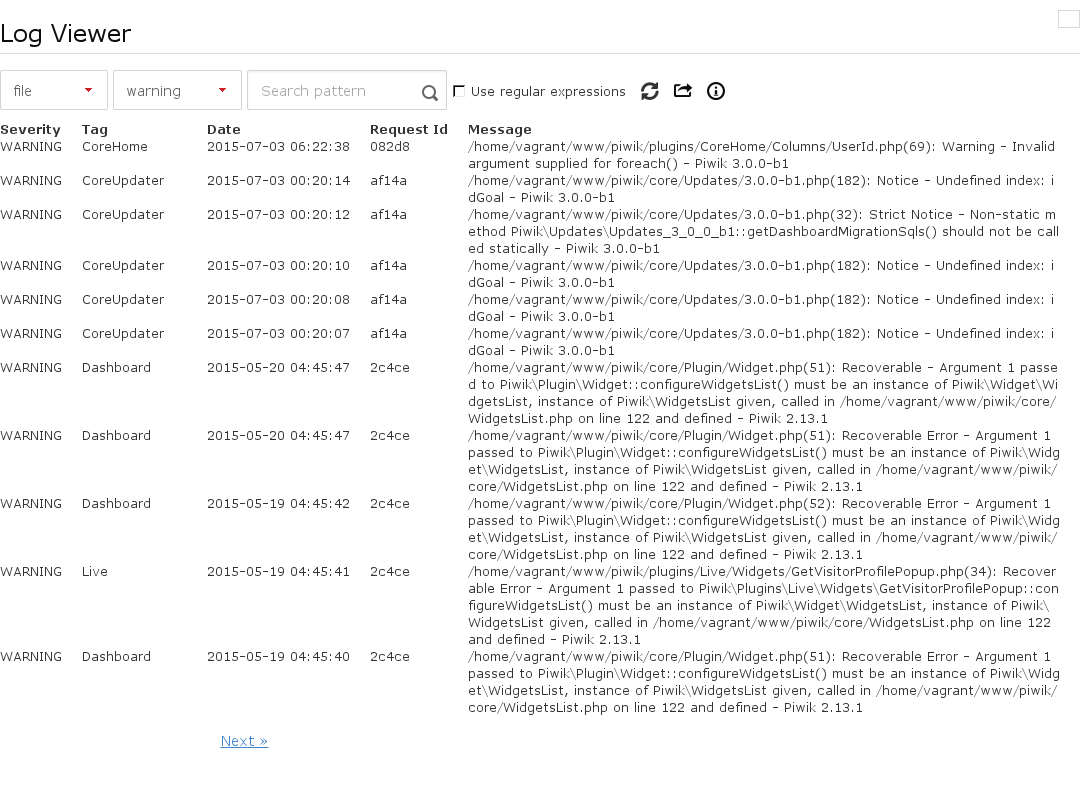 Log Viewer
file warning Search pattern Use regular expressions
Severity Tag Date Request Id Message
WARNING CoreHome 2015-07-03 06:22:38 082d8 /home/vagrant/www/piwik/plugins/CoreHome/Columns/UserId.php(69): Warning - Invalid
argument supplied for foreach() - Piwik 3.0.0-b1
WARNING CoreUpdater 2015-07-03 00:20:14 af14a /home/vagrant/www/piwik/core/Updates/3.0.0-b1.php(182): Notice - Undefined index: i
dGoal - Piwik 3.0.0-b1
WARNING CoreUpdater 2015-07-03 00:20:12 af14a /home/vagrant/www/piwik/core/Updates/3.0.0-b1.php(32): Strict Notice - Non-static m
ethod Piwik\Updates\Updates_3_0_0_b1::getDashboardMigrationSqls() should not be call
ed statically - Piwik 3.0.0-b1
WARNING CoreUpdater 2015-07-03 00:20:10 af14a /home/vagrant/www/piwik/core/Updates/3.0.0-b1.php(182): Notice - Undefined index: i
dGoal - Piwik 3.0.0-b1
WARNING CoreUpdater 2015-07-03 00:20:08 af14a /home/vagrant/www/piwik/core/Updates/3.0.0-b1.php(182): Notice - Undefined index: i
dGoal - Piwik 3.0.0-b1
WARNING CoreUpdater 2015-07-03 00:20:07 af14a /home/vagrant/www/piwik/core/Updates/3.0.0-b1.php(182): Notice - Undefined index: i
dGoal - Piwik 3.0.0-b1
WARNING Dashboard 2015-05-20 04:45:47 2c4ce /home/vagrant/www/piwik/core/Plugin/Widget.php(51): Recoverable - Argument 1 passe
d to Piwik\Plugin\Widget::configureWidgetsList() must be an instance of Piwik\Widget\Wi
dgetsList, instance of Piwik\WidgetsList given, called in /home/vagrant/www/piwik/core/
WidgetsList.php on line 122 and defined - Piwik 2.13.1
WARNING Dashboard 2015-05-20 04:45:47 2c4ce /home/vagrant/www/piwik/core/Plugin/Widget.php(51): Recoverable Error - Argument 1
passed to Piwik\Plugin\Widget::configureWidgetsList() must be an instance of Piwik\Widg
et\WidgetsList, instance of Piwik\WidgetsList given, called in /home/vagrant/www/piwik/
core/WidgetsList.php on line 122 and defined - Piwik 2.13.1
WARNING Dashboard 2015-05-19 04:45:42 2c4ce /home/vagrant/www/piwik/core/Plugin/Widget.php(52): Recoverable Error - Argument 1
passed to Piwik\Plugin\Widget::configureWidgetsList() must be an instance of Piwik\Widg
et\WidgetsList, instance of Piwik\WidgetsList given, called in /home/vagrant/www/piwik/
core/WidgetsList.php on line 122 and defined - Piwik 2.13.1
WARNING Live 2015-05-19 04:45:41 2c4ce /home/vagrant/www/piwik/plugins/Live/Widgets/GetVisitorProfilePopup.php(34): Recover
able Error - Argument 1 passed to Piwik\Plugins\Live\Widgets\GetVisitorProfilePopup::con
figureWidgetsList() must be an instance of Piwik\Widget\WidgetsList, instance of Piwik\
WidgetsList given, called in /home/vagrant/www/piwik/core/WidgetsList.php on line 122
and defined - Piwik 2.13.1
WARNING Dashboard 2015-05-19 04:45:40 2c4ce /home/vagrant/www/piwik/core/Plugin/Widget.php(51): Recoverable Error - Argument 1
passed to Piwik\Plugin\Widget::configureWidgetsList() must be an instance of Piwik\Widg
et\WidgetsList, instance of Piwik\WidgetsList given, called in /home/vagrant/www/piwik/
core/WidgetsList.php on line 122 and defined - Piwik 2.13.1
Next »